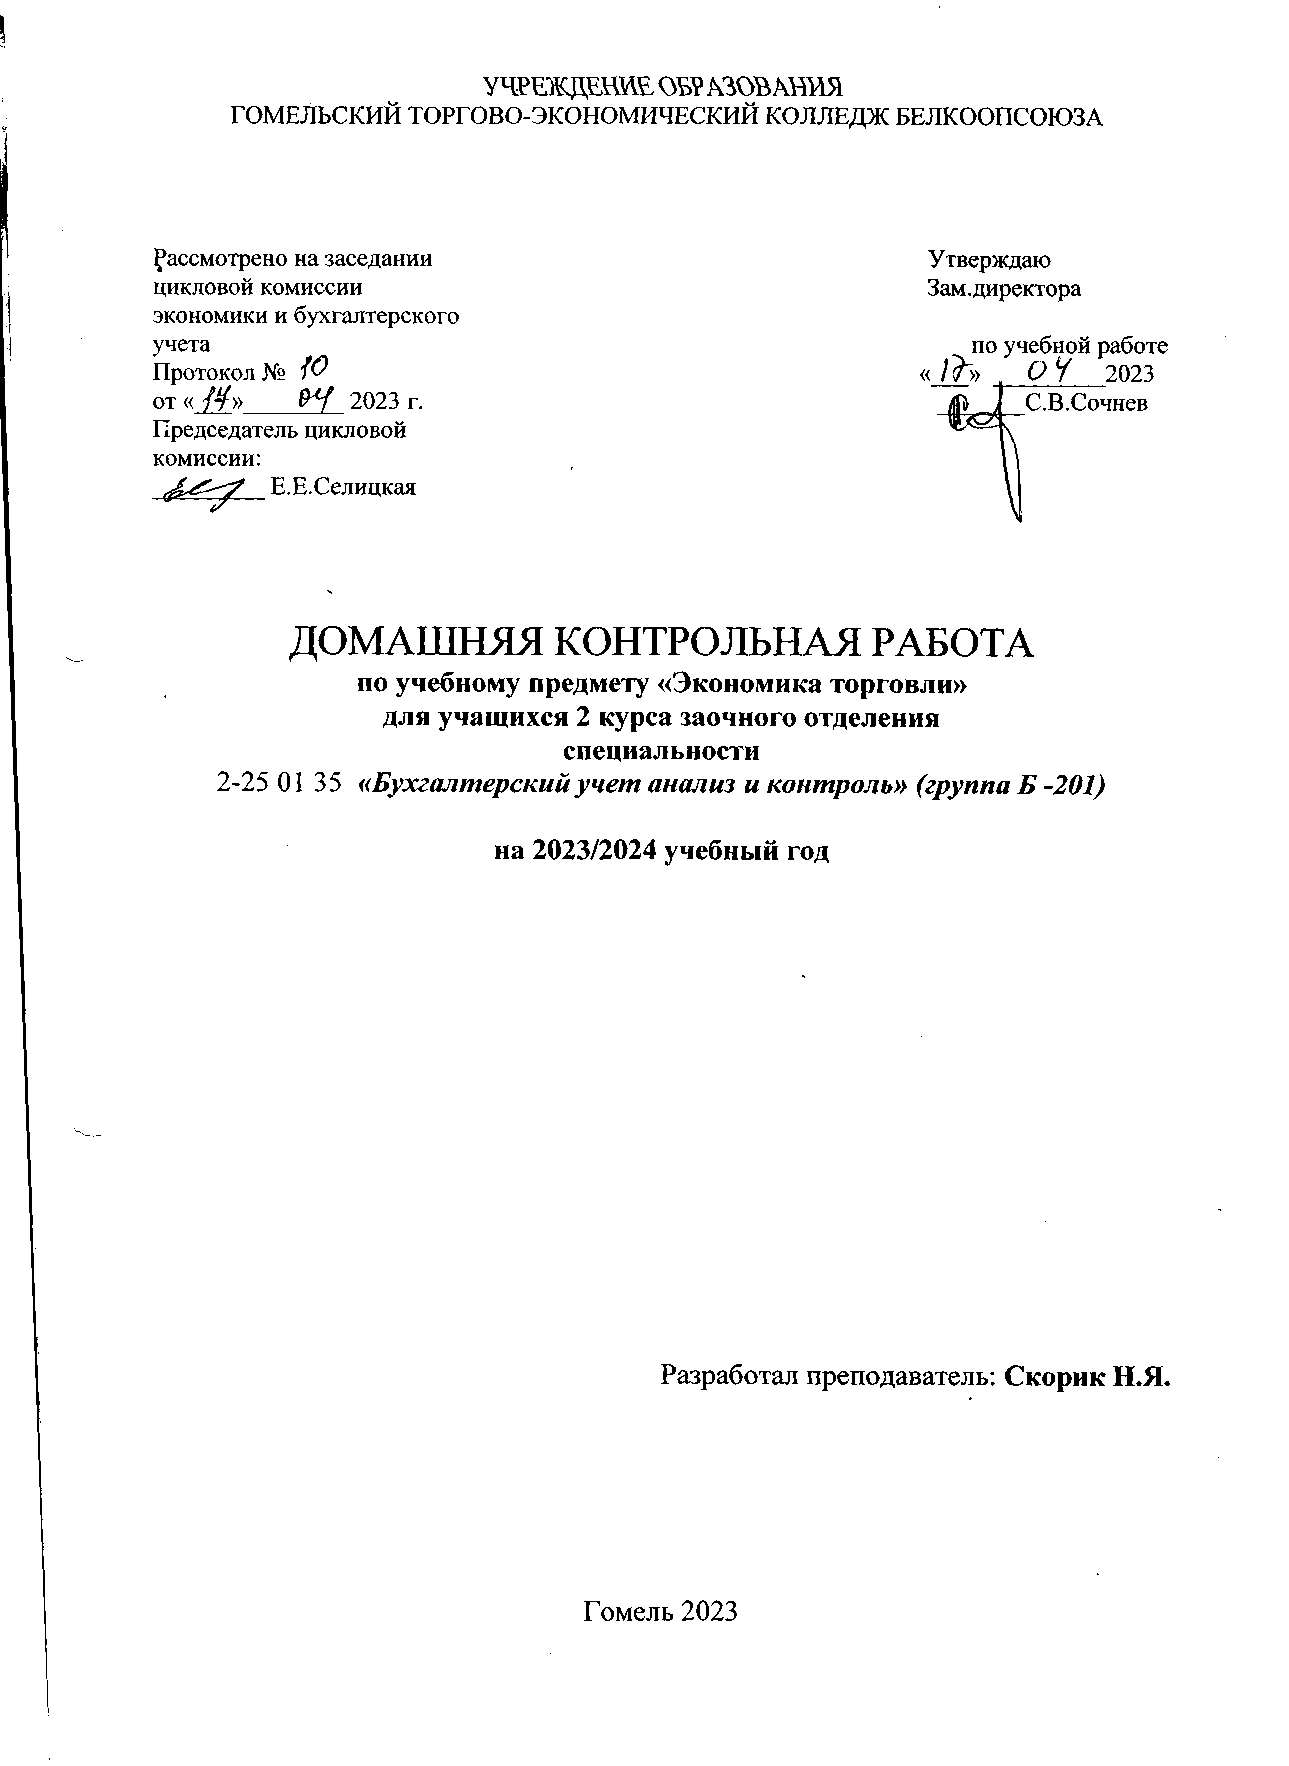 УЧРЕЖДЕНИЕ ОБРАЗОВАНИЯ
ГОМЕЛЬСКИЙ ТОРГОВО-ЭКОНОМИЧЕСКИЙ КОЛЛЕДЖ БЕЛКООПСОЮЗА
Рассмотрено на заседании
цикловой комиссии
экономики и бухгалтерского
учета
Протокол № 10
от «14» 04 2023 г.
Председатель цикловой
комиссии:
Е.Е.Селицкая
Утверждаю
Зам.директора
по учебной работе
«17» 04 2023
С.В.Сочнев
ДОМАШНЯЯ КОНТРОЛЬНАЯ РАБОТА
по учебному предмету «Экономика торговли»
для учащихся 2 курса заочного отделения
специальности
2-25 01 35 «Бухгалтерский учет анализ и контроль» (группа Б -201)
на 2023/2024 учебный год
Разработал преподаватель: Скорик Н.Я.
Гомель 2023